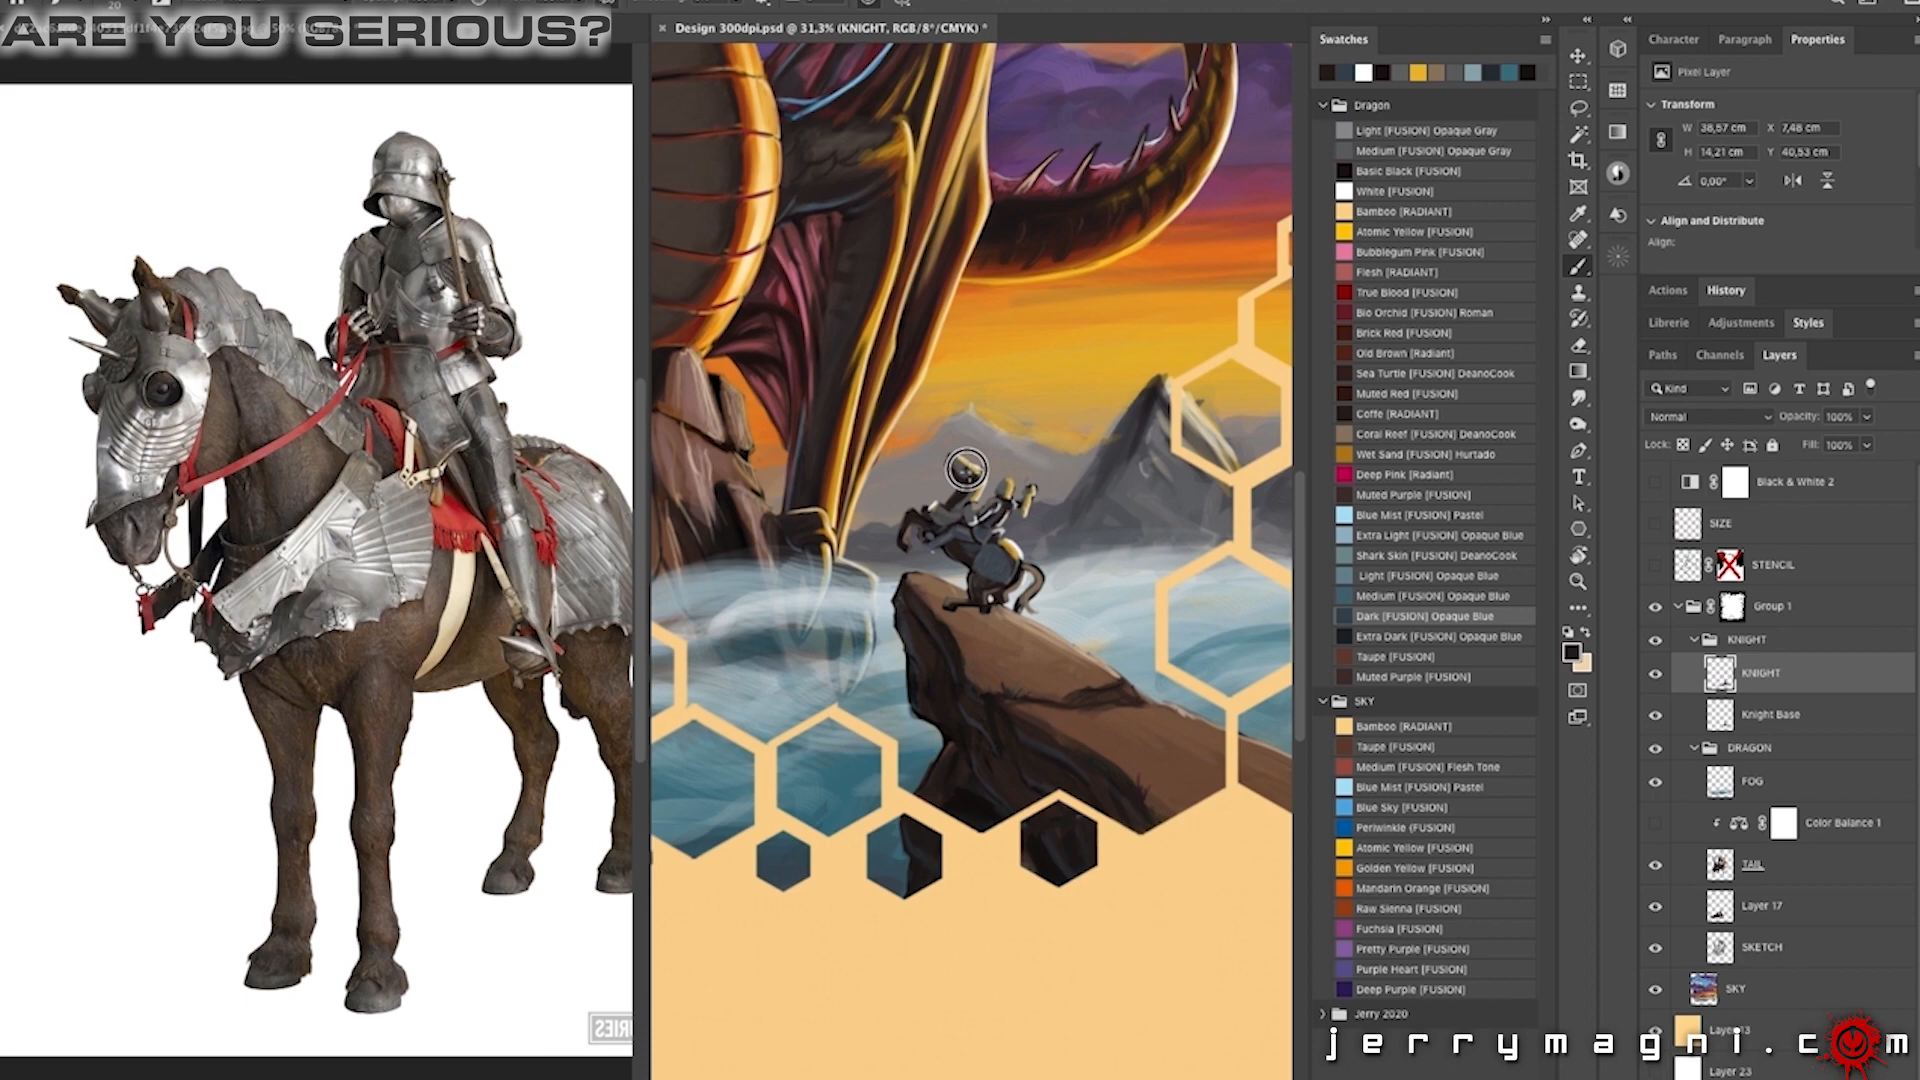 ARE YOU SERIOUS?
Design 300dpi.psd @ 31,3% (KNIGHT, RGB/8*/CMYK) *
Swatches
Dragon
Light [FUSION] Opaque Gray
Medium [FUSION] Opaque Gray
Basic Black [FUSION]
White [FUSION]
Bamboo [RADIANT]
Atomic Yellow [FUSION]
Bubblegum Pink [FUSION]
Flesh [RADIANT]
True Blood [FUSION]
Bio Orchid [FUSION] Roman
Brick Red [FUSION]
Old Brown [Radiant]
Sea Turtle [FUSION] DeanoCook
Muted Red [FUSION]
Coffe [RADIANT]
Coral Reef [FUSION] DeanoCook
Wet Sand [FUSION] Hurtado
Deep Pink [Radiant]
Muted Purple [FUSION]
Blue Mist [FUSION] Pastel
Extra Light [FUSION] Opaque Blue
Shark Skin [FUSION] DeanoCook
Light [FUSION] Opaque Blue
Medium [FUSION] Opaque Blue
Dark [FUSION] Opaque Blue
Extra Dark [FUSION] Opaque Blue
Taupe [FUSION]
Muted Purple [FUSION]
SKY
Bamboo [RADIANT]
Taupe [FUSION]
Medium [FUSION] Flesh Tone
Blue Mist [FUSION] Pastel
Blue Sky [FUSION]
Periwinkle {FUSION]
Atomic Yellow [FUSION]
Golden Yellow [FUSION]
Mandarin Orange [FUSION]
Raw Sienna [FUSION]
Fuchsia [FUSION]
Pretty Purple [FUSION]
Purple Heart [FUSION]
Deep Purple [FUSION]
Jerry 2020
Character Paragraph Properties
Pixel Layer
Transform
W 38,57 cm X 7,48 cm
H 14,21 cm Y 40,53 cm
0,00°
Align and Distribute
Align:
Actions History
Librerie Adjustments Styles
Paths Channels Layers
Kind
Normal Opacity: 100%
Lock: Fill: 100%
Black & White 2
SIZE
STENCIL
Group 1
KNIGHT
KNIGHT
Knight Base
DRAGON
FOG
Color Balance 1
TAIL
Layer 17
SKETCH
SKY
Layer 13
Layer 23
jerrymagni.com